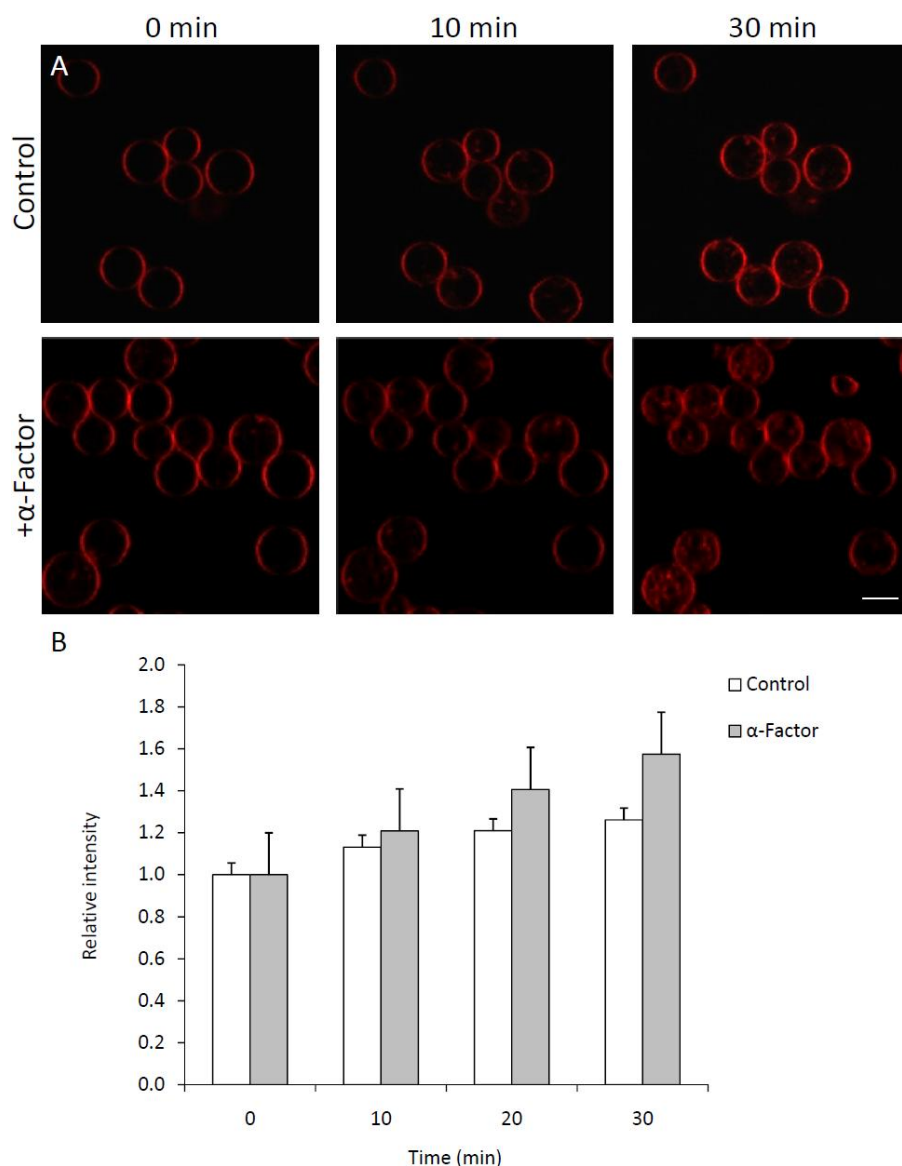 0 min 10 min 30 min
A
Control
+α-Factor
B
2.0
1.8
1.6
1.4
1.2
1.0
0.8
0.6
0.4
0.2
0.0
Relative intensity
Control
α-Factor
0 10 20 30
Time (min)